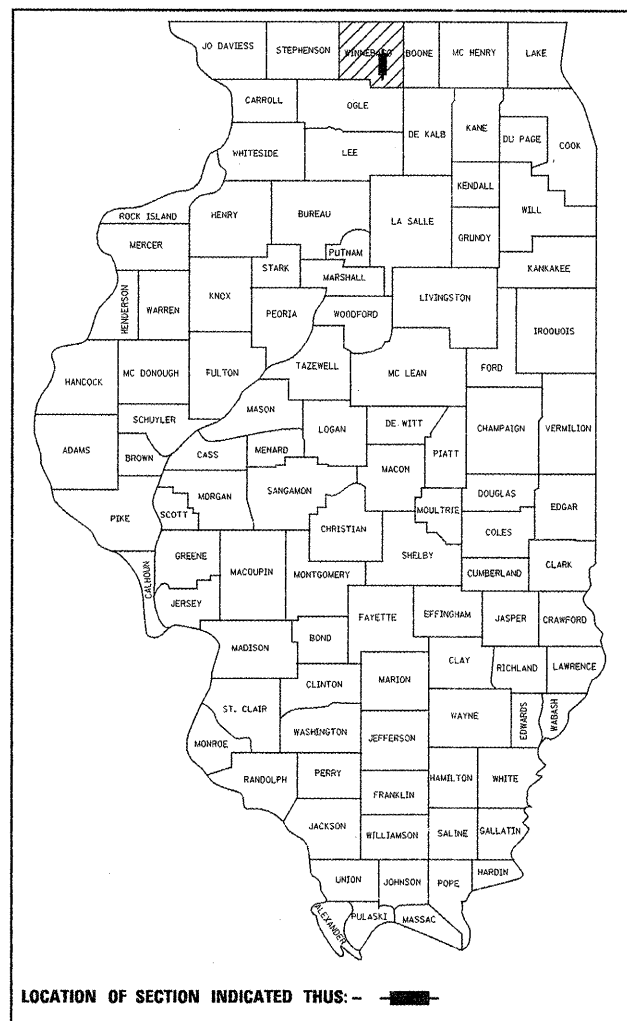 JO DAVIESS
STEPHENSON
WINNEBAGO
BOONE
MC HENRY
LAKE
CARROLL
OGLE
DE KALB
KANE
DU PAGE
COOK
WHITESIDE
LEE
KENDALL
WILL
ROCK ISLAND
HENRY
BUREAU
LA SALLE
GRUNDY
MERCER
PUTNAM
STARK
MARSHALL
KANKAKEE
HENDERSON
WARREN
KNOX
PEORIA
WOODFORD
LIVINGSTON
IROQUOIS
HANCOCK
MC DONOUGH
FULTON
TAZEWELL
MC LEAN
FORD
MASON
SCHUYLER
LOGAN
DE WITT
CHAMPAIGN
VERMILION
ADAMS
BROWN
CASS
MENARD
MACON
PIATT
PIKE
SCOTT
MORGAN
SANGAMON
CHRISTIAN
MOULTRIE
DOUGLAS
EDGAR
COLES
CALHOUN
GREENE
MACOUPIN
MONTGOMERY
SHELBY
CUMBERLAND
CLARK
JERSEY
FAYETTE
EFFINGHAM
JASPER
CRAWFORD
MADISON
BOND
CLAY
RICHLAND
LAWRENCE
CLINTON
MARION
ST. CLAIR
WAYNE
EDWARDS
WABASH
MONROE
WASHINGTON
JEFFERSON
RANDOLPH
PERRY
HAMILTON
WHITE
FRANKLIN
JACKSON
WILLIAMSON
SALINE
GALLATIN
UNION
JOHNSON
POPE
HARDIN
ALEXANDER
PULASKI
MASSAC
LOCATION OF SECTION INDICATED THUS: -